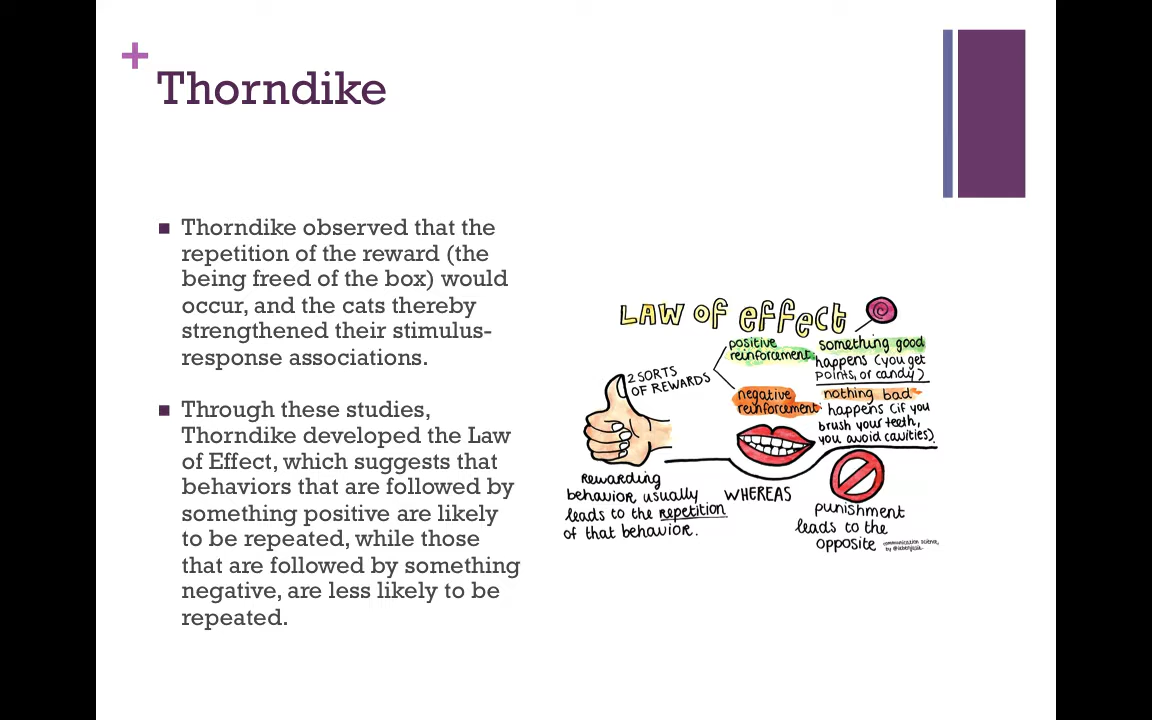 +
Thorndike
■ Thorndike observed that the
repetition of the reward (the
being freed of the box) would
occur, and the cats thereby
strengthened their stimulus-
response associations.
■ Through these studies,
Thorndike developed the Law
of Effect, which suggests that
behaviors that are followed by
something positive are likely
to be repeated, while those
that are followed by something
negative, are less likely to be
repeated.
LAW OF EFFECT
2 SORTS
OF REWARDS
positive
reinforcement
something good
happens (you get
points, or candy)
negative
reinforcement
nothing bad
happens (if you
brush your teeth,
you avoid cavities)
rewarding
behavior usually
leads to the repetition
of that behavior.
WHEREAS
punishment
leads to the
opposite
communication science,